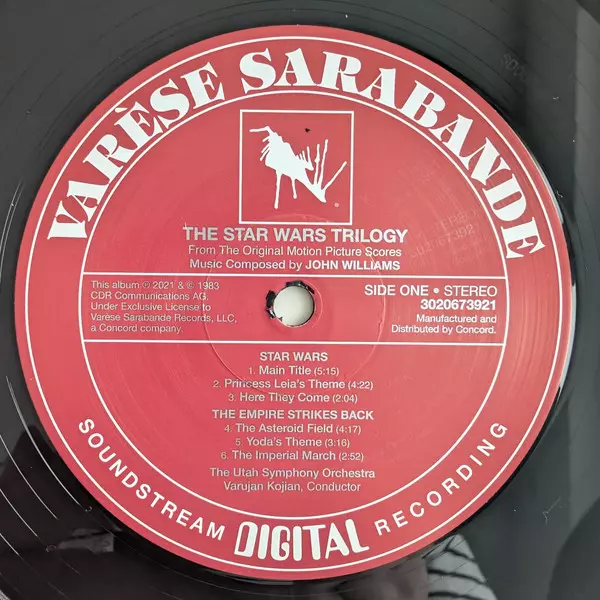 VARÈSE SARABANDE
THE STAR WARS TRILOGY
From The Original Motion Picture Scores
Music Composed by JOHN WILLIAMS
This album ℗ 2021 & © 1983
CDR Communications AG.
Under Exclusive License to
Varèse Sarabande Records, LLC,
a Concord company.
SIDE ONE • STEREO
3020673921
Manufactured and
Distributed by Concord.
STAR WARS
1. Main Title (5:15)
2. Princess Leia's Theme (4:22)
3. Here They Come (2:04)
THE EMPIRE STRIKES BACK
4. The Asteroid Field (4:17)
5. Yoda's Theme (3:16)
6. The Imperial March (2:52)
The Utah Symphony Orchestra
Varujan Kojian, Conductor
SOUNDSTREAM DIGITAL RECORDING